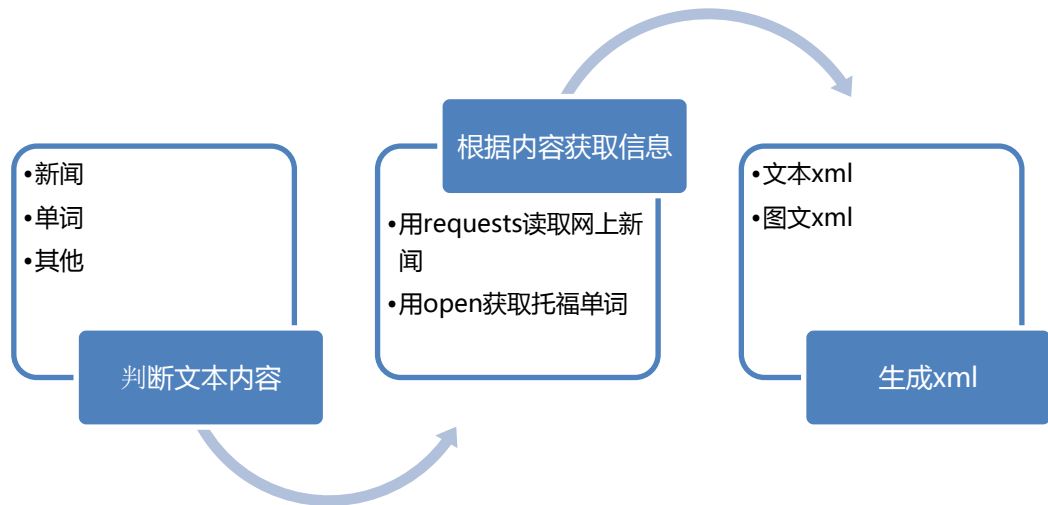 •新闻
•单词
•其他
判断文本内容
根据内容获取信息
•用requests读取网上新
闻
•用open获取托福单词
•文本xml
•图文xml
生成xml